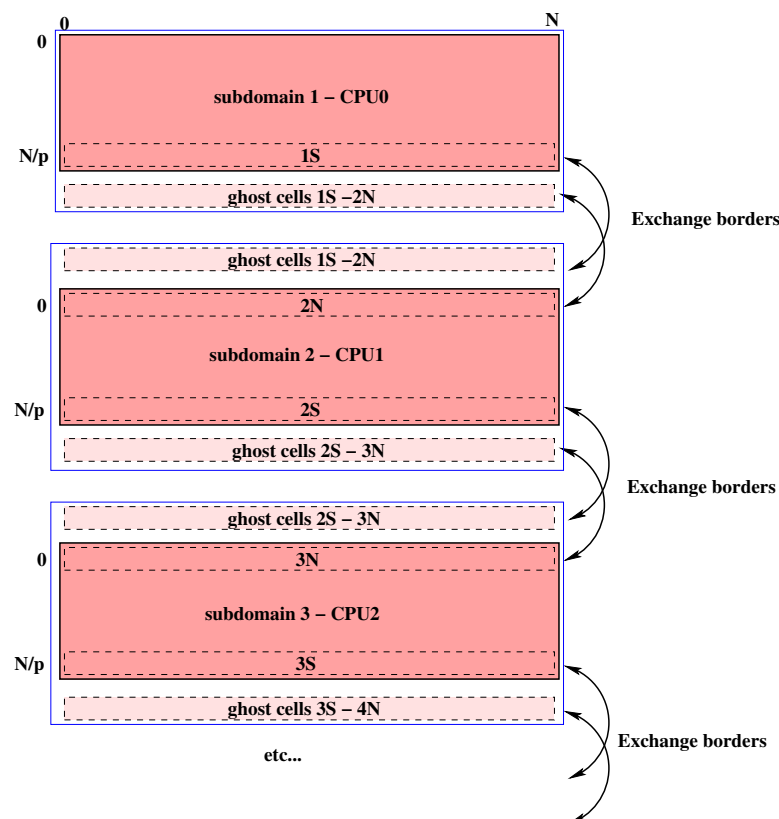 0
N
0
subdomain 1 – CPU0
N/p
1S
ghost cells 1S –2N
Exchange borders
ghost cells 1S –2N
0
2N
subdomain 2 – CPU1
N/p
2S
ghost cells 2S – 3N
Exchange borders
ghost cells 2S – 3N
0
3N
subdomain 3 – CPU2
N/p
3S
ghost cells 3S – 4N
Exchange borders
etc...